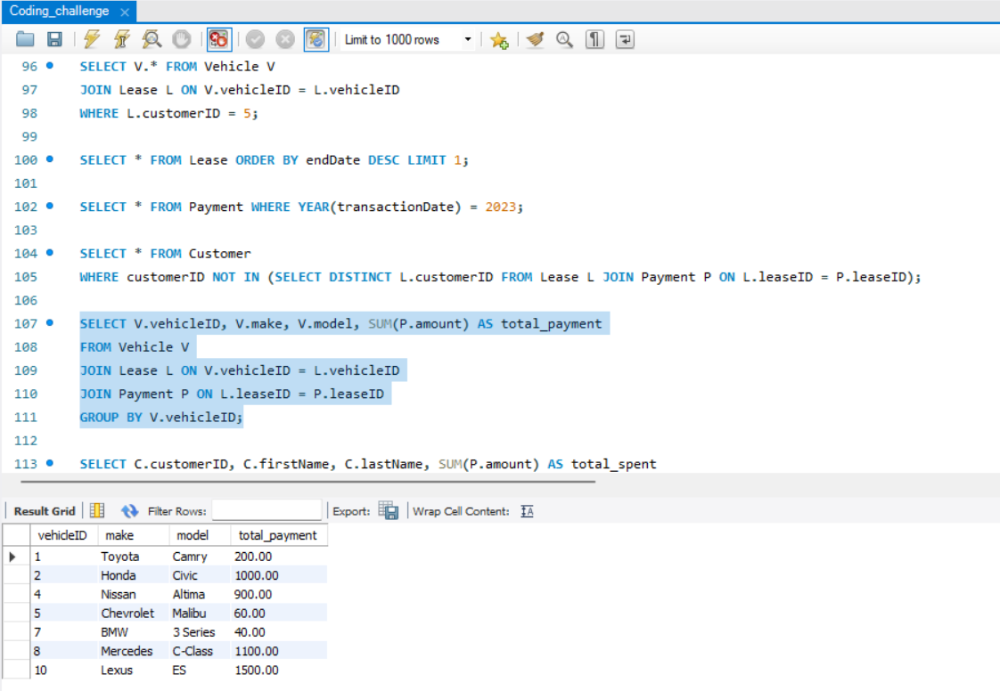 Coding_challenge ×
Limit to 1000 rows
96 SELECT V.* FROM Vehicle V
97 JOIN Lease L ON V.vehicleID = L.vehicleID
98 WHERE L.customerID = 5;
99
100 SELECT * FROM Lease ORDER BY endDate DESC LIMIT 1;
101
102 SELECT * FROM Payment WHERE YEAR(transactionDate) = 2023;
103
104 SELECT * FROM Customer
105 WHERE customerID NOT IN (SELECT DISTINCT L.customerID FROM Lease L JOIN Payment P ON L.leaseID = P.leaseID);
106
107 SELECT V.vehicleID, V.make, V.model, SUM(P.amount) AS total_payment
108 FROM Vehicle V
109 JOIN Lease L ON V.vehicleID = L.vehicleID
110 JOIN Payment P ON L.leaseID = P.leaseID
111 GROUP BY V.vehicleID;
112
113 SELECT C.customerID, C.firstName, C.lastName, SUM(P.amount) AS total_spent
Result Grid Filter Rows: Export: Wrap Cell Content: IA
vehicleID make model total_payment
1 Toyota Camry 200.00
2 Honda Civic 1000.00
4 Nissan Altima 900.00
5 Chevrolet Malibu 60.00
7 BMW 3 Series 40.00
8 Mercedes C-Class 1100.00
10 Lexus ES 1500.00